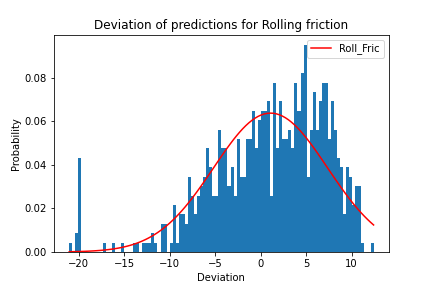 Deviation of predictions for Rolling friction
Roll_Fric
Probability
0.08
0.06
0.04
0.02
0.00
−20 −15 −10 −5 0 5 10
Deviation